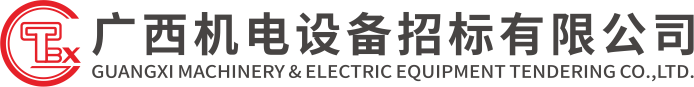 TBX
广西机电设备招标有限公司
GUANGXI MACHINERY & ELECTRIC EQUIPMENT TENDERING CO.,LTD.